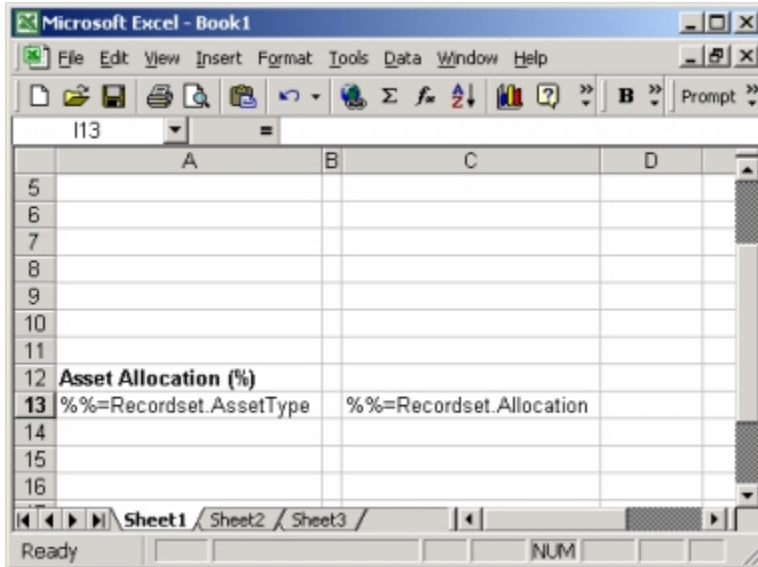 Microsoft Excel - Book1
File Edit View Insert Format Tools Data Window Help
B Prompt
I13 =
A B C D
5
6
7
8
9
10
11
12 Asset Allocation (%)
13 %%=Recordset.AssetType %%=Recordset.Allocation
14
15
16
Sheet1 Sheet2 Sheet3
Ready NUM